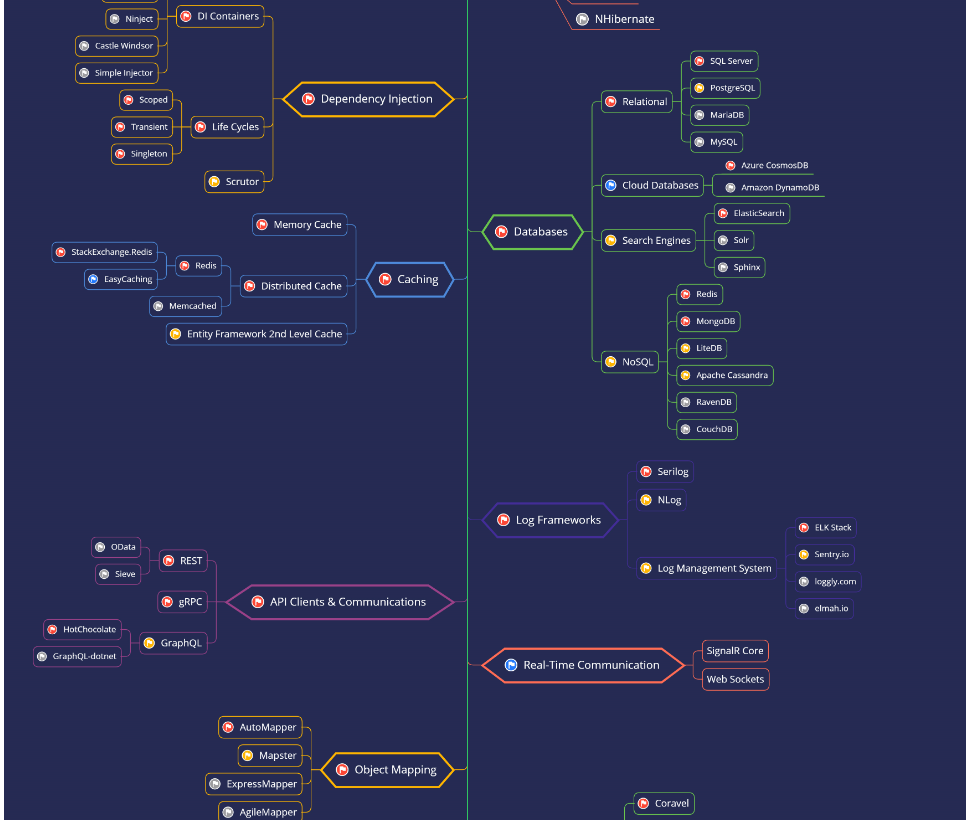 DI Containers
Ninject
Castle Windsor
Simple Injector
Dependency Injection
Life Cycles
Scoped
Transient
Singleton
Scrutor
Caching
Memory Cache
Distributed Cache
Redis
StackExchange.Redis
EasyCaching
Memcached
Entity Framework 2nd Level Cache
API Clients & Communications
REST
OData
Sieve
gRPC
GraphQL
HotChocolate
GraphQL-dotnet
Object Mapping
AutoMapper
Mapster
ExpressMapper
AgileMapper
NHibernate
Databases
Relational
SQL Server
PostgreSQL
MariaDB
MySQL
Cloud Databases
Azure CosmosDB
Amazon DynamoDB
Search Engines
ElasticSearch
Solr
Sphinx
NoSQL
Redis
MongoDB
LiteDB
Apache Cassandra
RavenDB
CouchDB
Log Frameworks
Serilog
NLog
Log Management System
ELK Stack
Sentry.io
loggly.com
elmah.io
Real-Time Communication
SignalR Core
Web Sockets
Coravel